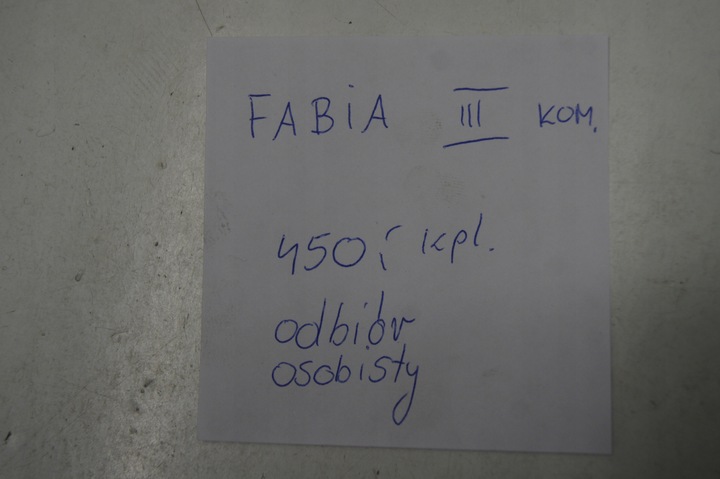 FABiA III KOM.
450,- kpl.
odbiór
osobisty